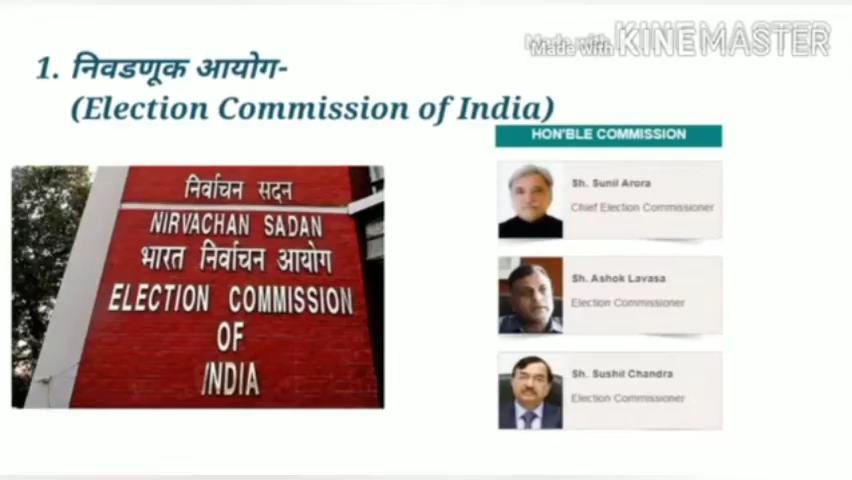 Made with KINEMASTER
1. निवडणूक आयोग-
(Election Commission of India)
HON'BLE COMMISSION
निर्वाचन सदन
NIRVACHAN SADAN
भारत निर्वाचन आयोग
ELECTION COMMISSION
OF
INDIA
Sh. Sunil Arora
Chief Election Commissioner
Sh. Ashok Lavasa
Election Commissioner
Sh. Sushil Chandra
Election Commissioner